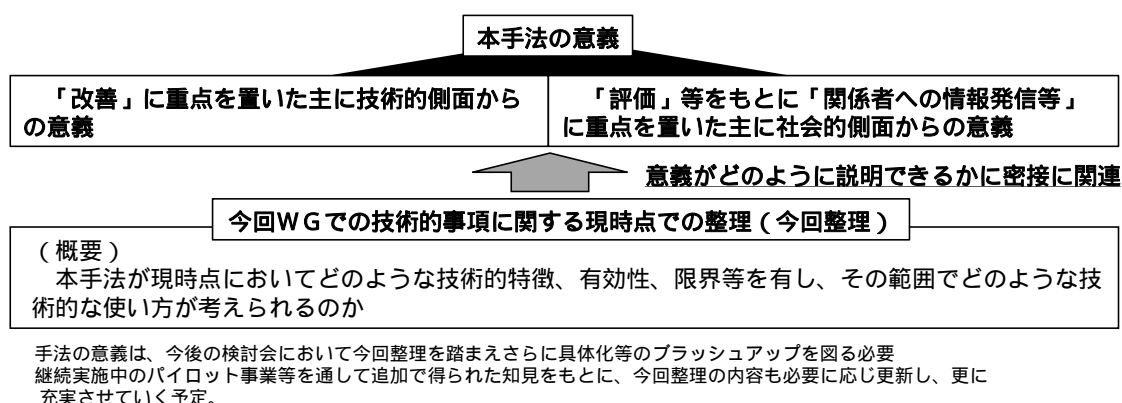 本手法の意義
「改善」に重点を置いた主に技術的側面から
の意義
「評価」等をもとに「関係者への情報発信等」
に重点を置いた主に社会的側面からの意義
意義がどのように説明できるかに密接に関連
今回ＷＧでの技術的事項に関する現時点での整理（今回整理）
（概要）
本手法が現時点においてどのような技術的特徴、有効性、限界等を有し、その範囲でどのような技
術的な使い方が考えられるのか
手法の意義は、今後の検討会において今回整理を踏まえさらに具体化等のブラッシュアップを図る必要
継続実施中のパイロット事業等を通して追加で得られた知見をもとに、今回整理の内容も必要に応じ更新し、更に
充実させていく予定。